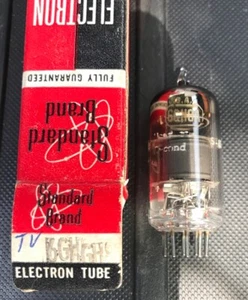 ELECTRON
FULLY GUARANTEED
Standard
Brand
Standard
Brand
TV
ELECTRON TUBE